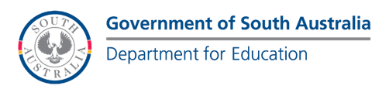 SOUTH
AUSTRALIA
Government of South Australia
Department for Education